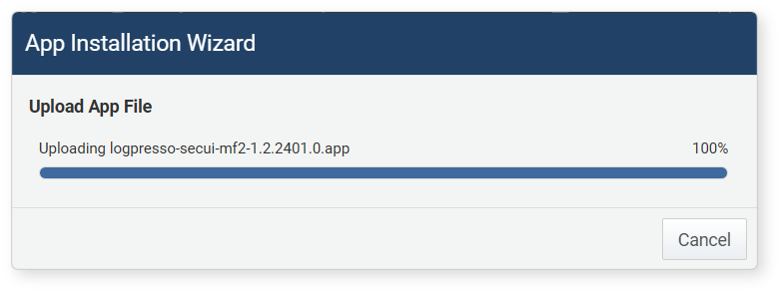 App Installation Wizard
Upload App File
Uploading logpresso-secui-mf2-1.2.2401.0.app 100%
Cancel